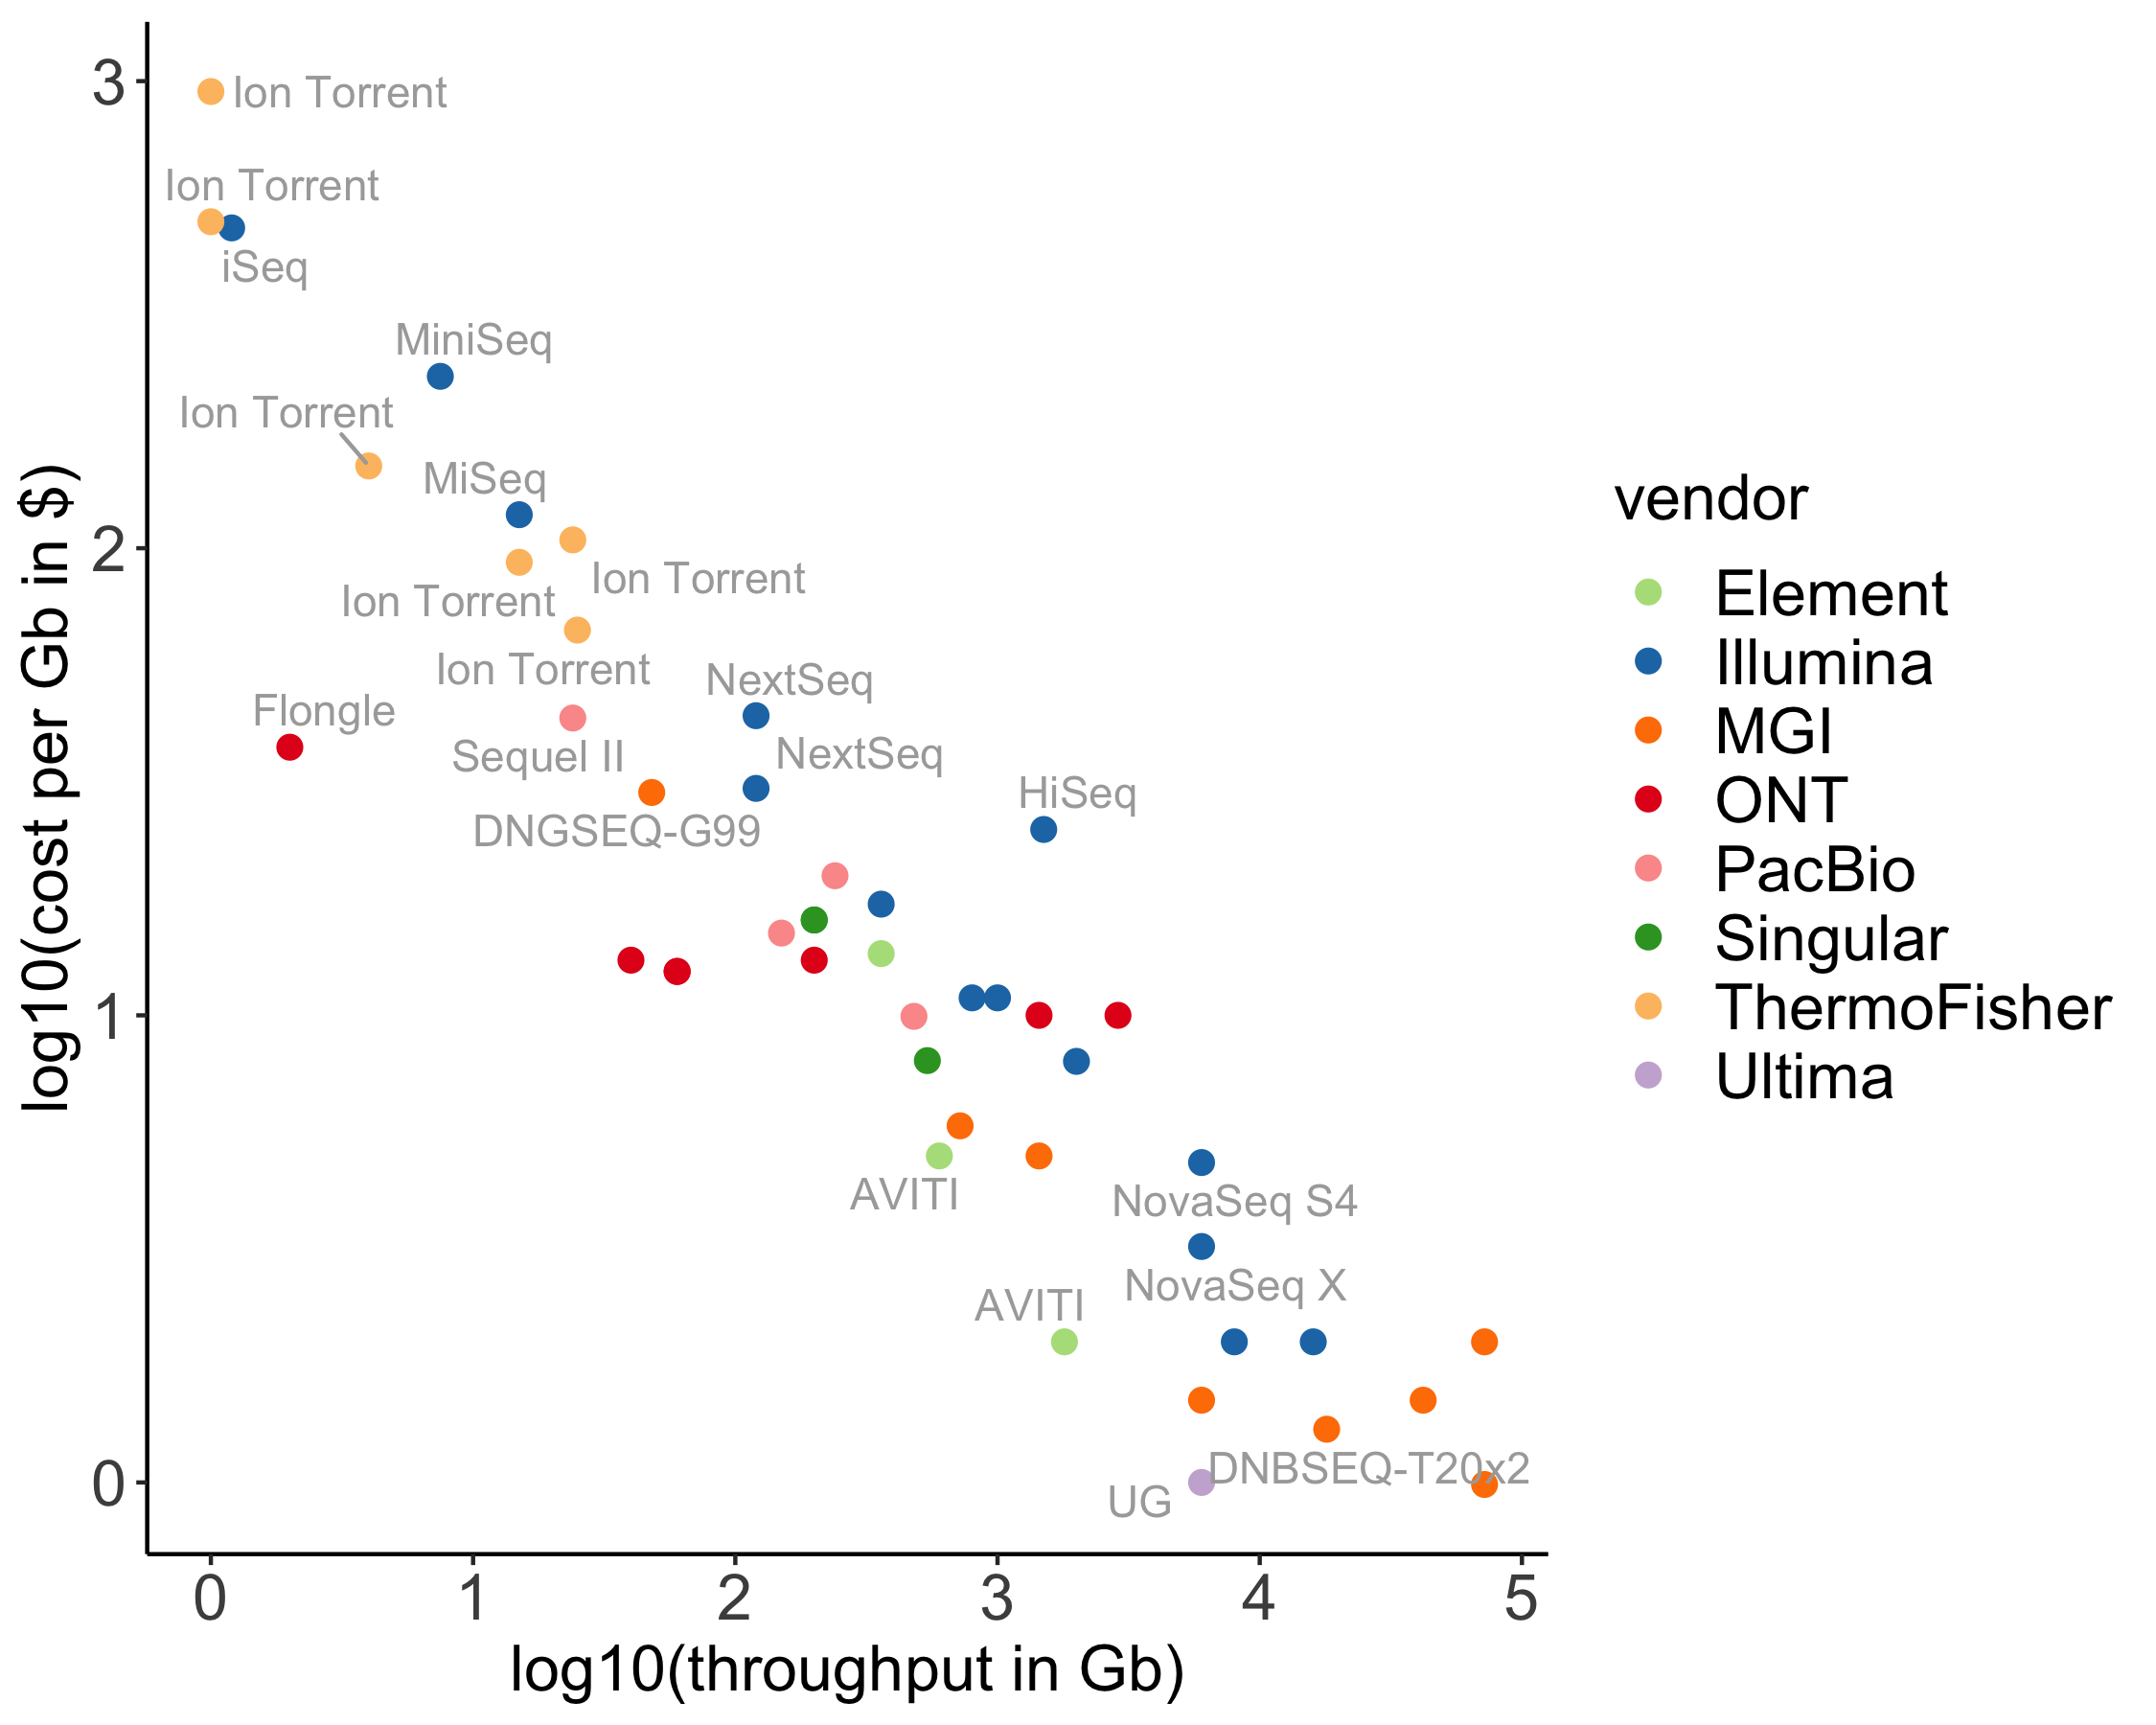 3
Ion Torrent
Ion Torrent
iSeq
MiniSeq
Ion Torrent
MiSeq
2
Ion Torrent
Ion Torrent
Ion Torrent
NextSeq
Flongle
Sequel II
NextSeq
HiSeq
DNGSEQ-G99
1
AVITI
NovaSeq S4
NovaSeq X
AVITI
DNBSEQ-T20x2
0
UG
0 1 2 3 4 5
log10(throughput in Gb)
log10(cost per Gb in $)
vendor
Element
Illumina
MGI
ONT
PacBio
Singular
ThermoFisher
Ultima